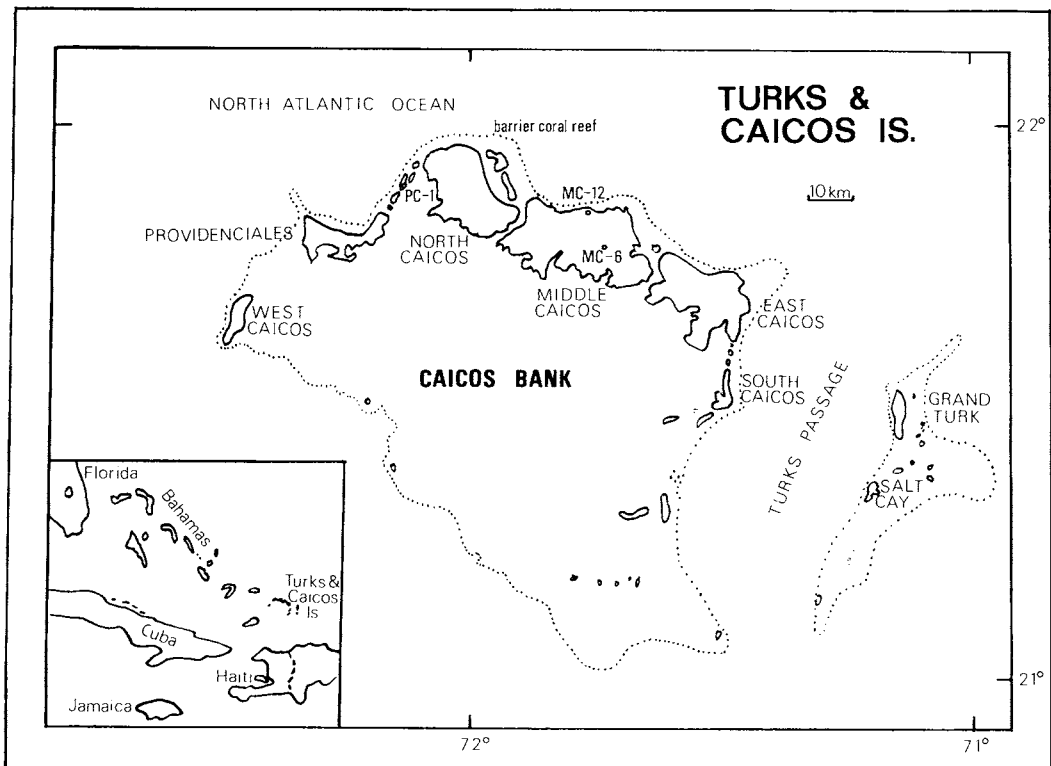 TURKS &
CAICOS IS.
NORTH ATLANTIC OCEAN
barrier coral reef
22°
10km
PC-1
MC-12
PROVIDENCIALES
NORTH
CAICOS
MC-6
MIDDLE
CAICOS
WEST
CAICOS
EAST
CAICOS
CAICOS BANK
SOUTH
CAICOS
TURKS PASSAGE
GRAND
TURK
SALT
CAY
Florida
Bahamas
Turks &
Caicos
Is
Cuba
Haiti
Jamaica
21°
72°
71°